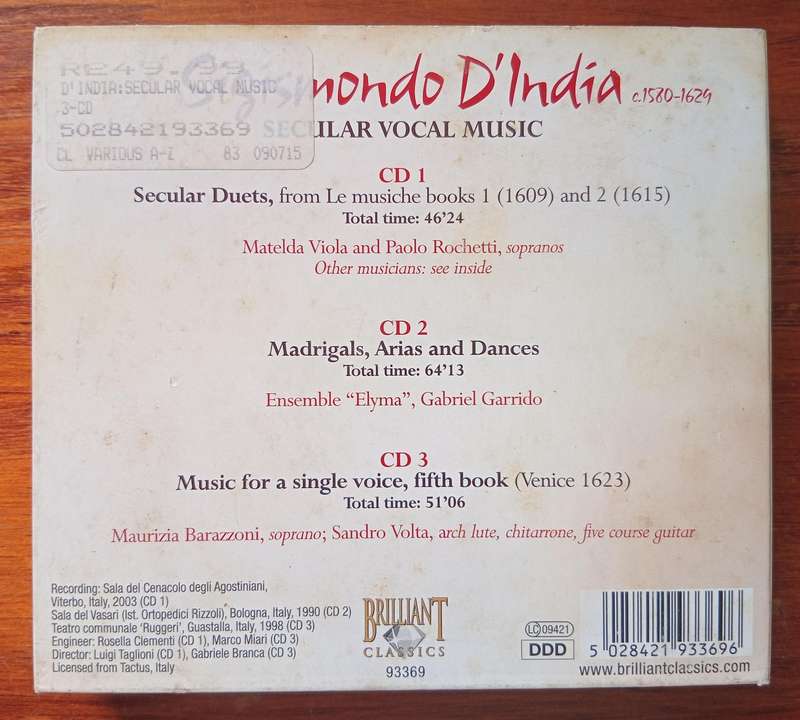 R249.99
D'INDIA:SECULAR VOCAL MUSIC
3-CD
502842193369
CL VARIOUS A-Z 83 090715
Sigismondo D'India c.1580-1629
SECULAR VOCAL MUSIC
CD 1
Secular Duets, from Le musiche books 1 (1609) and 2 (1615)
Total time: 46'24
Matelda Viola and Paolo Rochetti, sopranos
Other musicians: see inside
CD 2
Madrigals, Arias and Dances
Total time: 64'13
Ensemble “Elyma”, Gabriel Garrido
CD 3
Music for a single voice, fifth book (Venice 1623)
Total time: 51'06
Maurizia Barazzoni, soprano; Sandro Volta, arch lute, chitarrone, five course guitar
Recording: Sala del Cenacolo degli Agostiniani,
Viterbo, Italy, 2003 (CD 1)
Sala del Vasari (Ist. Ortopedici Rizzoli), Bologna, Italy, 1990 (CD 2)
Teatro communale 'Ruggeri', Guastalla, Italy, 1998 (CD 3)
Engineer: Rosella Clementi (CD 1), Marco Miari (CD 3)
Director: Luigi Taglioni (CD 1), Gabriele Branca (CD 3)
Licensed from Tactus, Italy
BRILLIANT
CLASSICS
93369
LC 09421
DDD
5 028421 933696
www.brilliantclassics.com